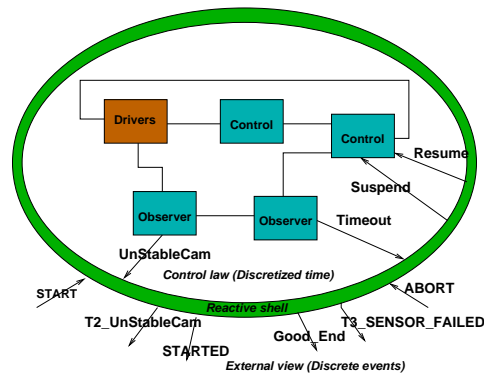 Drivers
Control
Control
Resume
Suspend
Observer
Observer
Timeout
UnStableCam
Control law (Discretized time)
START
ABORT
Reactive shell
T2_UnStableCam
Good_End
T3_SENSOR_FAILED
STARTED
External view (Discrete events)